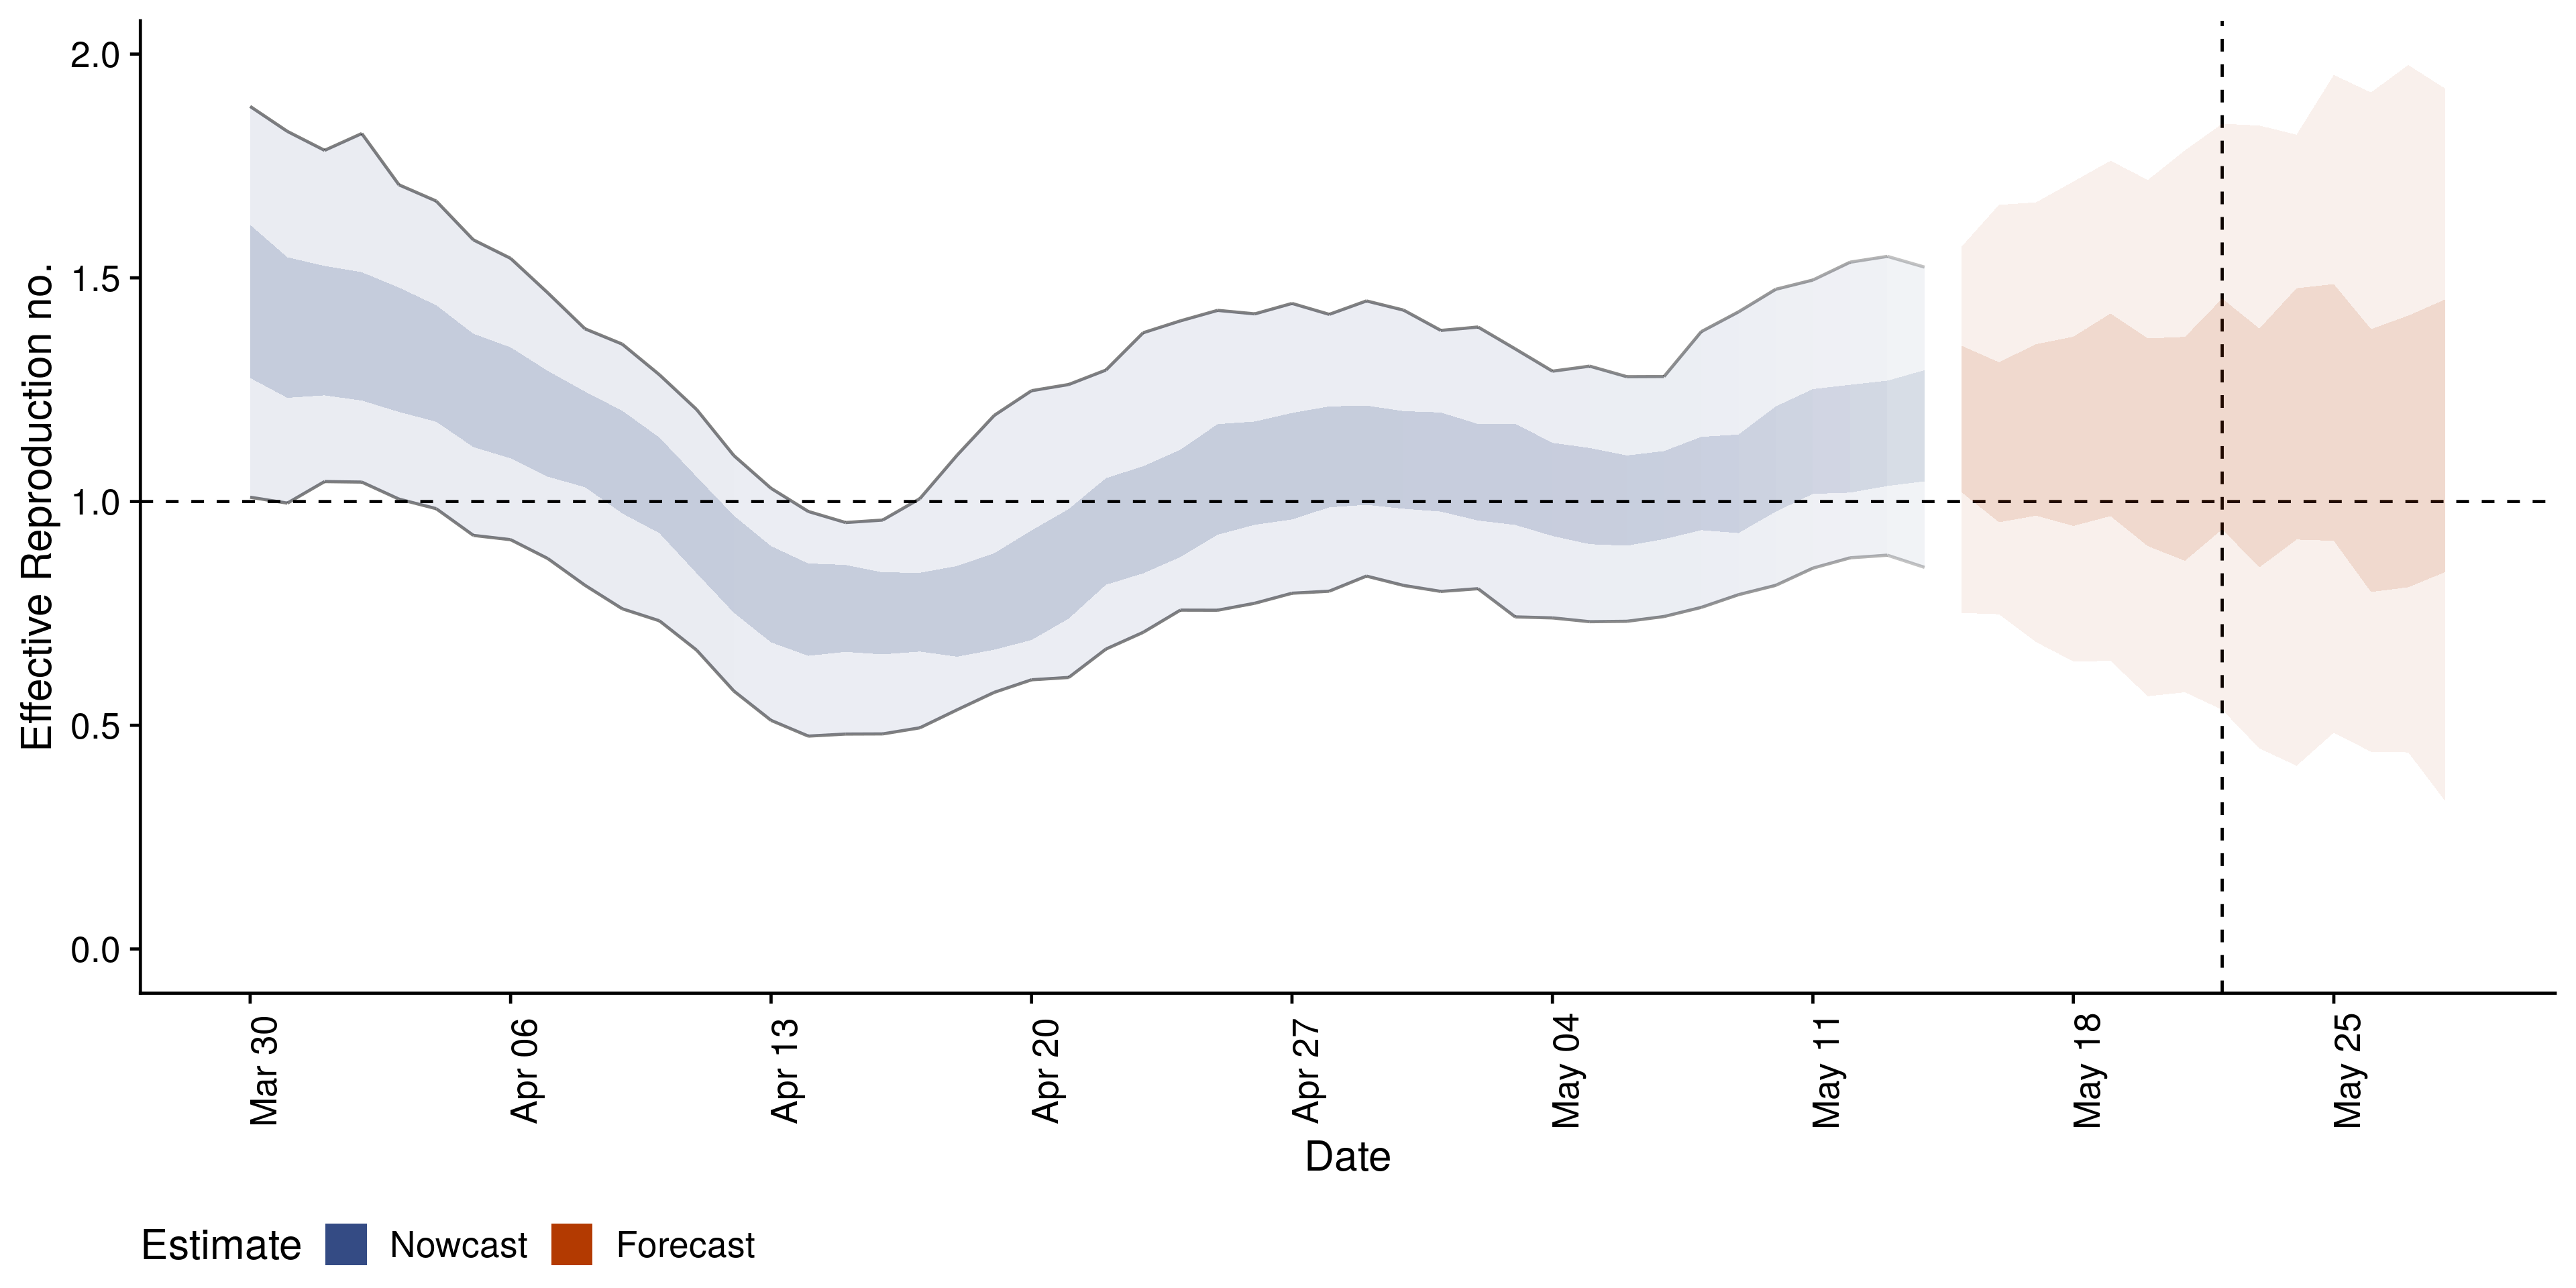 Effective Reproduction no.
2.0
1.5
1.0
0.5
0.0
Mar 30
Apr 06
Apr 13
Apr 20
Apr 27
May 04
May 11
May 18
May 25
Date
Estimate Nowcast Forecast